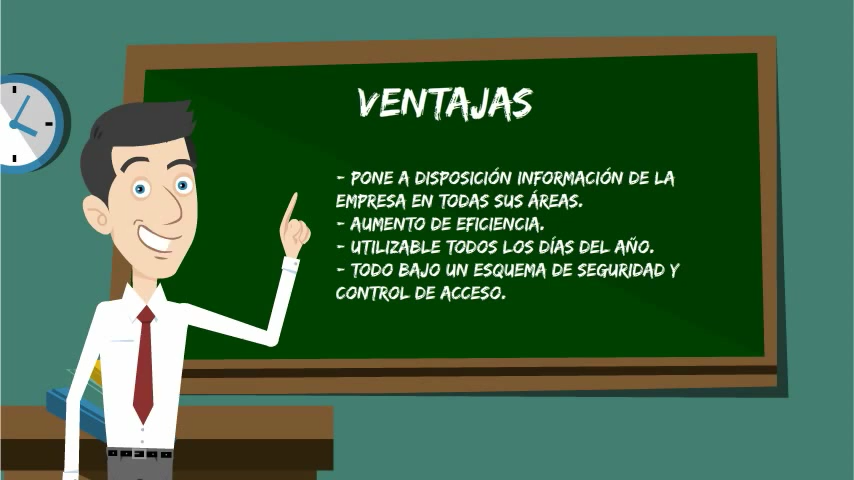 VENTAJAS
- PONE A DISPOSICIÓN INFORMACIÓN DE LA
EMPRESA EN TODAS SUS ÁREAS.
- AUMENTO DE EFICIENCIA.
- UTILIZABLE TODOS LOS DÍAS DEL AÑO.
- TODO BAJO UN ESQUEMA DE SEGURIDAD Y
CONTROL DE ACCESO.